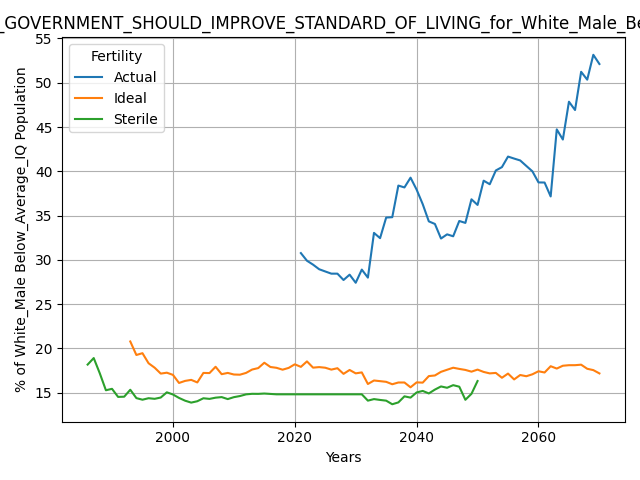 _GOVERNMENT_SHOULD_IMPROVE_STANDARD_OF_LIVING_for_White_Male_Be
% of White_Male Below_Average_IQ Population
55
50
45
40
35
30
25
20
15
Fertility
Actual
Ideal
Sterile
2000
2020
2040
2060
Years